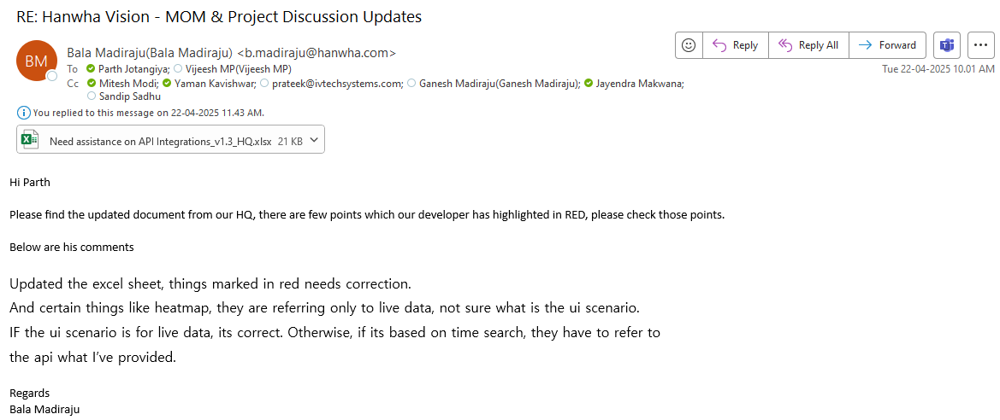 RE: Hanwha Vision - MOM & Project Discussion Updates
BM
Bala Madiraju(Bala Madiraju) <b.madiraju@hanwha.com>
Reply
Reply All
Forward
To Parth Jotangiya; Vijeesh MP(Vijeesh MP)
Tue 22-04-2025 10.01 AM
Cc Mitesh Modi; Yaman Kavishwar; prateek@ivtechsystems.com; Ganesh Madiraju(Ganesh Madiraju); Jayendra Makwana;
Sandip Sadhu
You replied to this message on 22-04-2025 11.43 AM.
Need assistance on API Integrations_v1.3_HQ.xlsx 21 KB
Hi Parth
Please find the updated document from our HQ, there are few points which our developer has highlighted in RED, please check those points.
Below are his comments
Updated the excel sheet, things marked in red needs correction.
And certain things like heatmap, they are referring only to live data, not sure what is the ui scenario.
IF the ui scenario is for live data, its correct. Otherwise, if its based on time search, they have to refer to
the api what I've provided.
Regards
Bala Madiraju